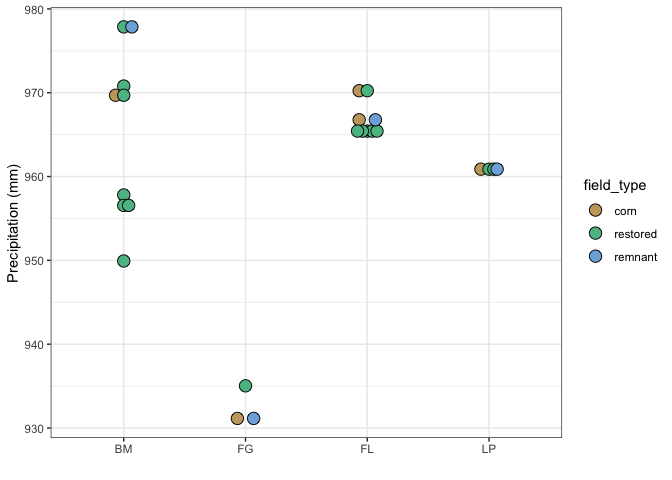 980
970
960
950
940
930
Precipitation (mm)
BM FG FL LP
field_type
corn
restored
remnant